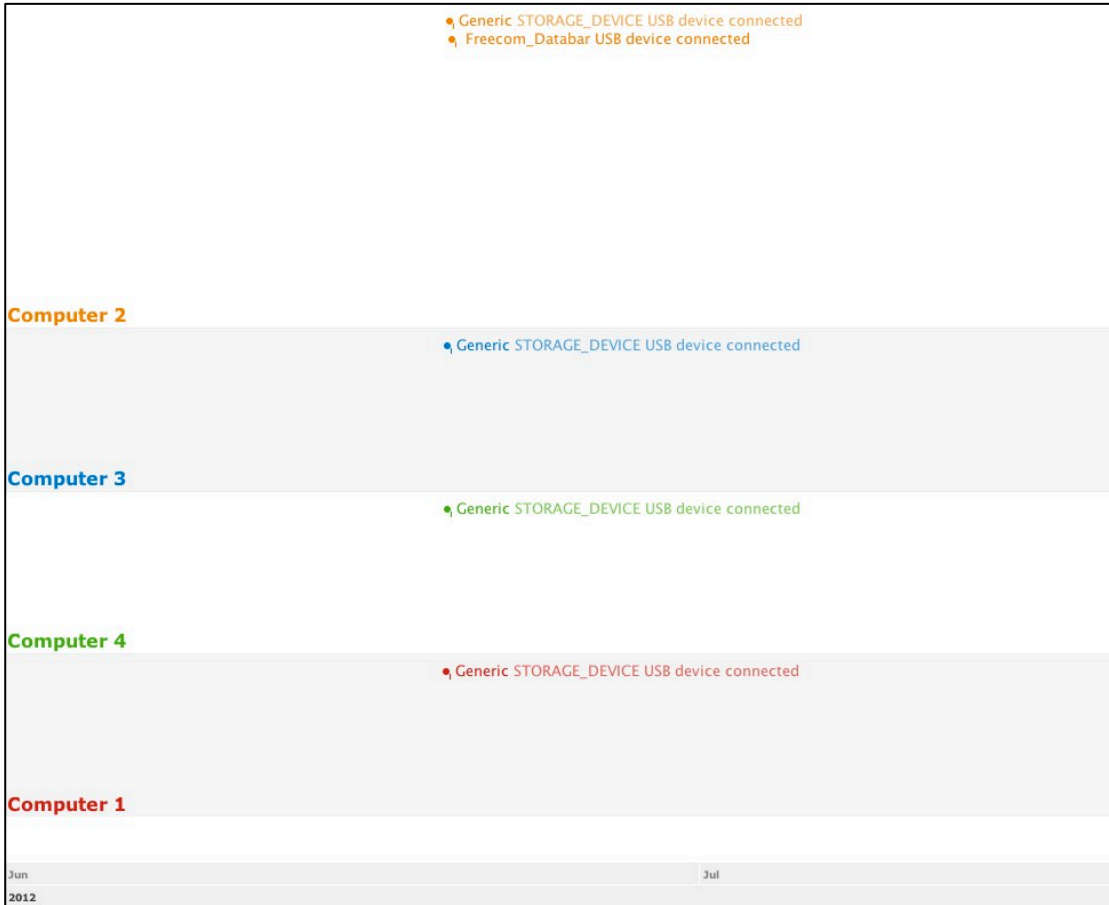 Generic STORAGE_DEVICE USB device connected
Freecom_Databar USB device connected
Computer 2
Generic STORAGE_DEVICE USB device connected
Computer 3
Generic STORAGE_DEVICE USB device connected
Computer 4
Generic STORAGE_DEVICE USB device connected
Computer 1
Jun Jul
2012